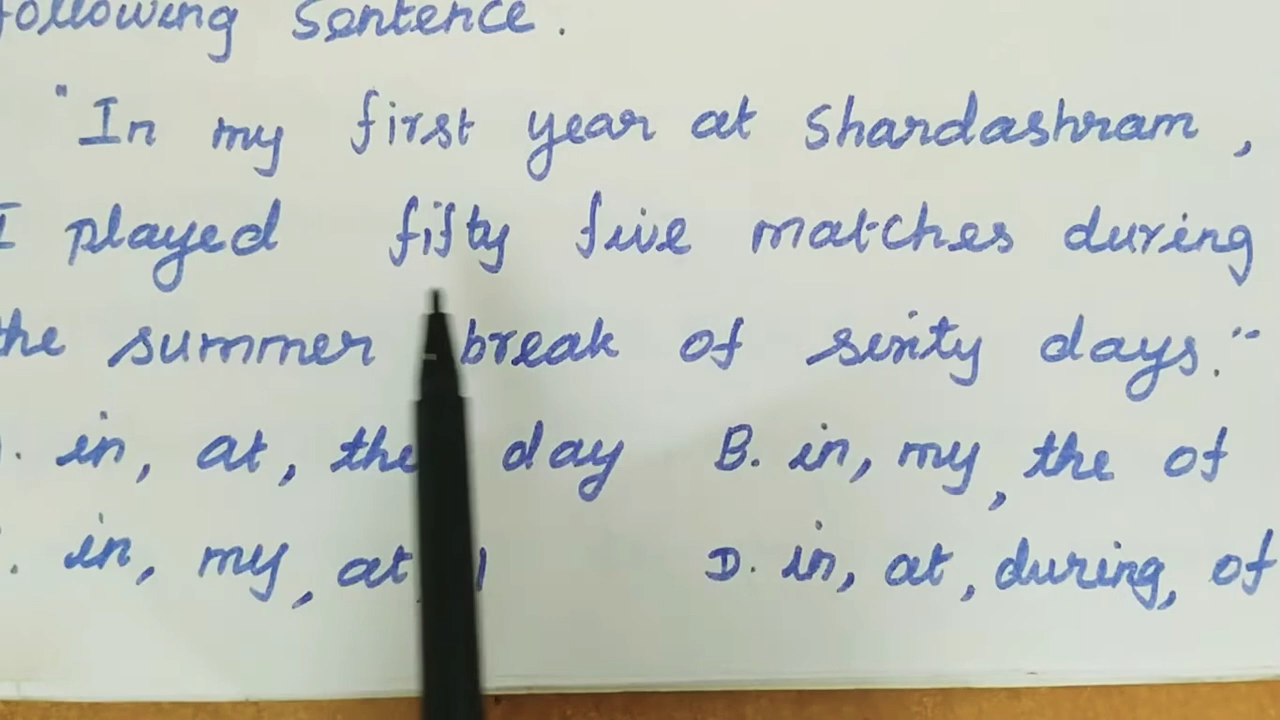 following Sentence.
"In my first year at Shardashram,
I played fifty five matches during
the summer break of sixty days."
. in, at, the day B. in, my, the of
. in, my, at, I D. in, at, during, of